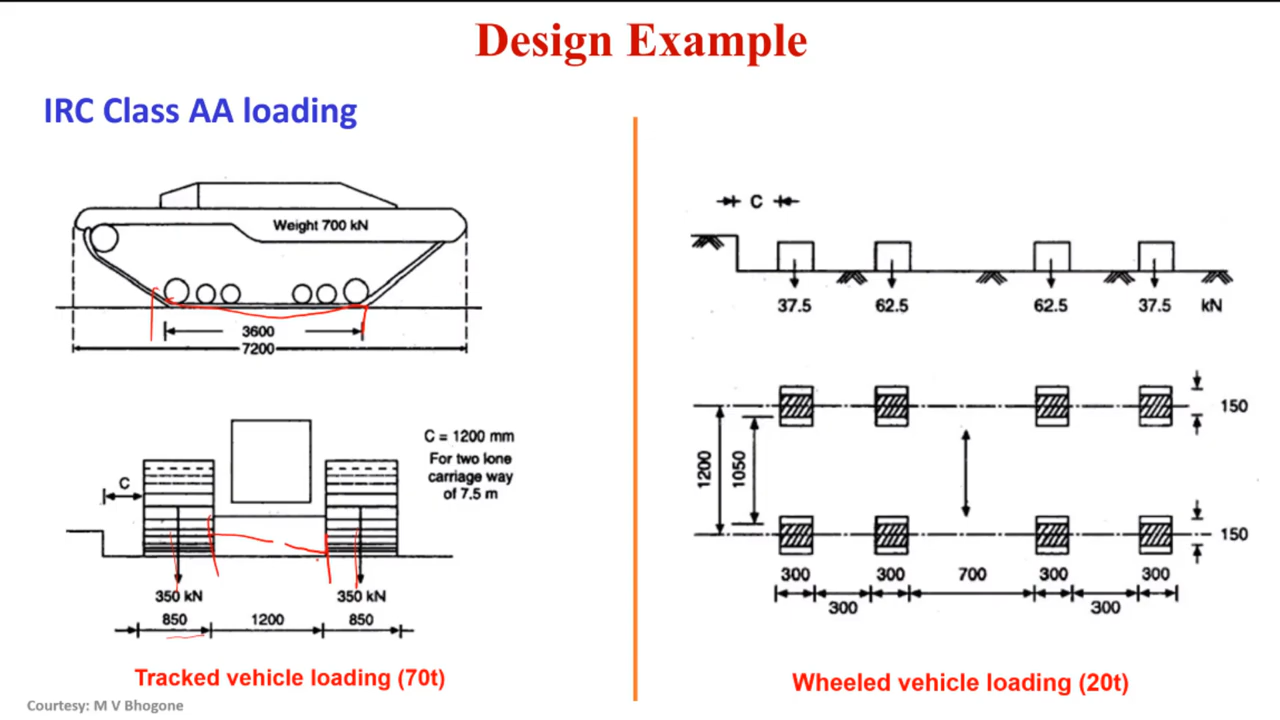 Design Example
IRC Class AA loading
Weight 700 kN
3600
7200
C = 1200 mm
For two lone
carriage way
of 7.5 m
C
350 kN
350 kN
850
1200
850
Tracked vehicle loading (70t)
Courtesy: M V Bhogone
C
37.5
62.5
62.5
37.5
kN
150
1200
1050
150
300
300
700
300
300
300
300
Wheeled vehicle loading (20t)